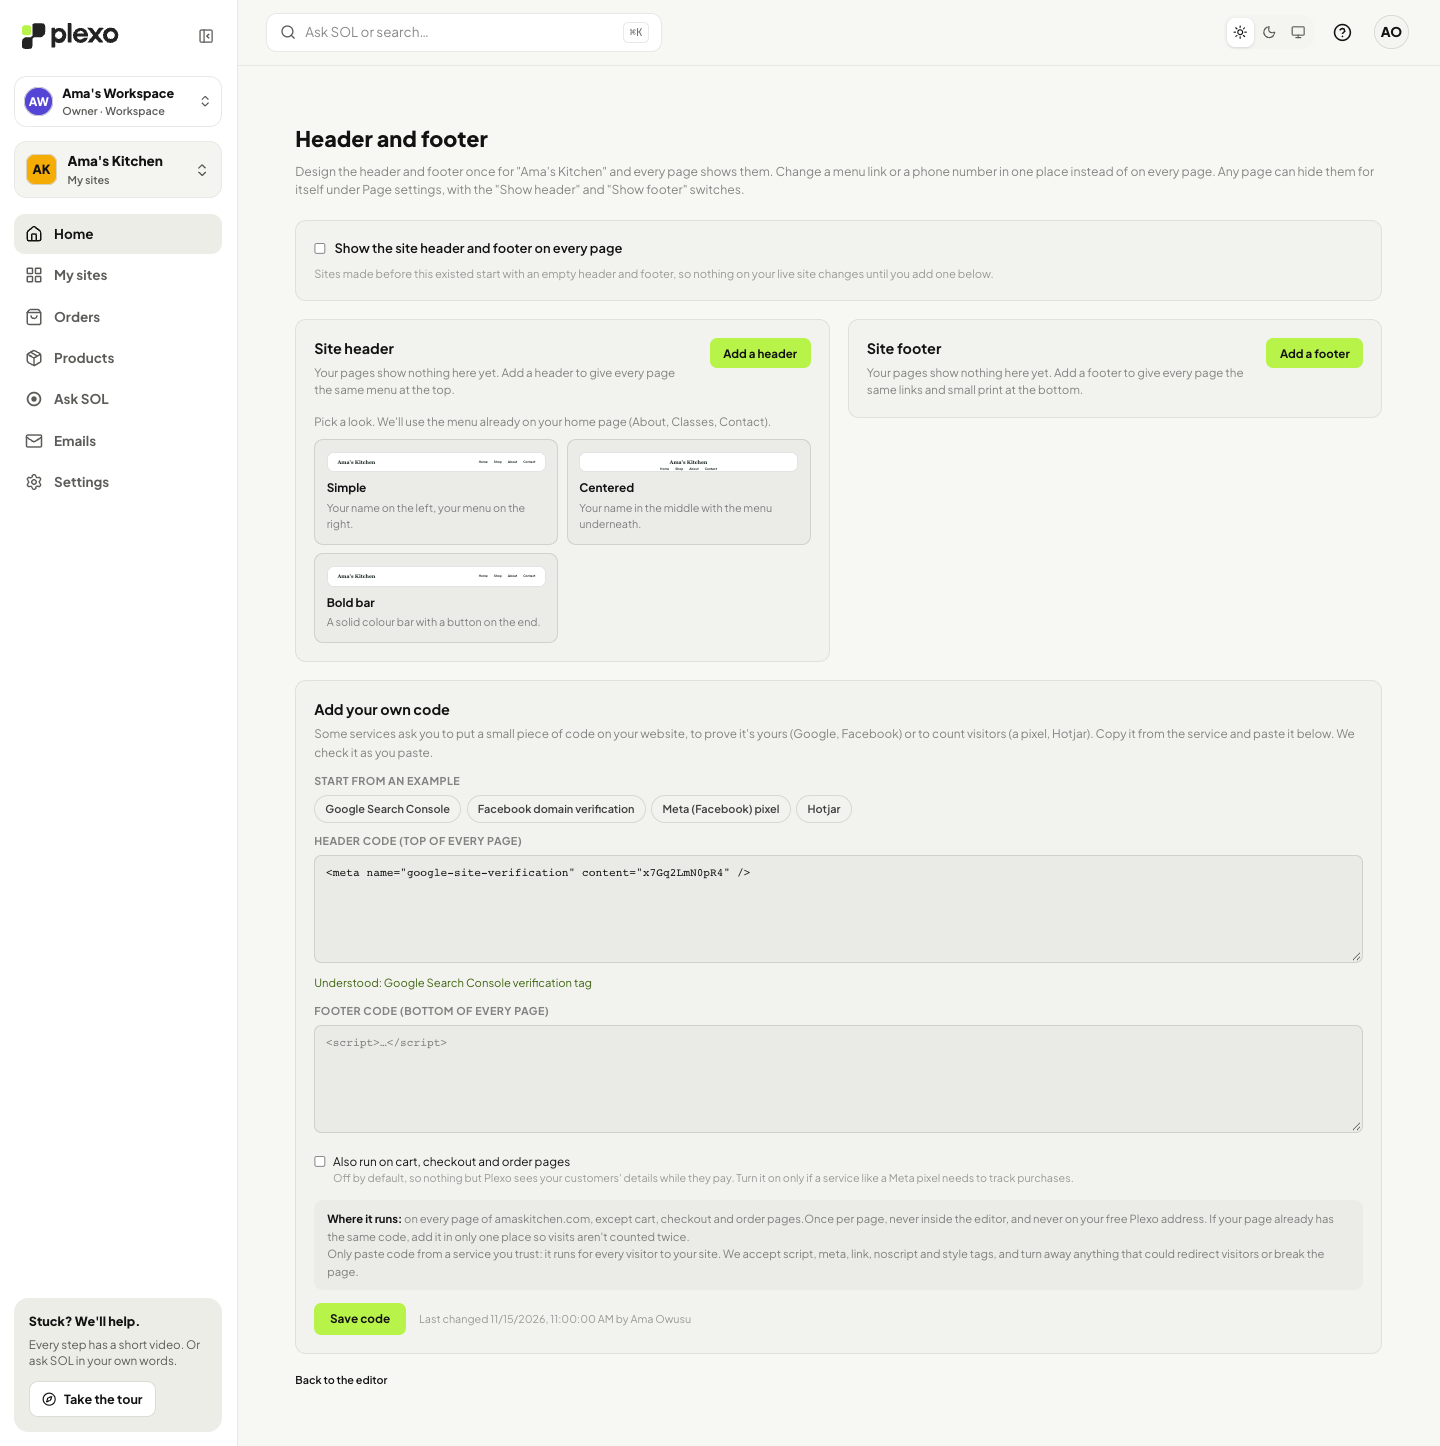 plexo
Ask SOL or search...
⌘K
AO
AW
Ama's Workspace
Owner · Workspace
AK
Ama's Kitchen
My sites
Home
My sites
Orders
Products
Ask SOL
Emails
Settings
Stuck? We'll help.
Every step has a short video. Or
ask SOL in your own words.
Take the tour
Header and footer
Design the header and footer once for "Ama's Kitchen" and every page shows them. Change a menu link or a phone number in one place instead of on every page. Any page can hide them for
itself under Page settings, with the "Show header" and "Show footer" switches.
Show the site header and footer on every page
Sites made before this existed start with an empty header and footer, so nothing on your live site changes until you add one below.
Site header
Add a header
Your pages show nothing here yet. Add a header to give every page
the same menu at the top.
Pick a look. We'll use the menu already on your home page (About, Classes, Contact).
Ama's Kitchen Home Shop About Contact
Simple
Your name on the left, your menu on the
right.
Ama's Kitchen
Home Shop About Contact
Centered
Your name in the middle with the menu
underneath.
Ama's Kitchen Home Shop About Contact
Bold bar
A solid colour bar with a button on the end.
Site footer
Add a footer
Your pages show nothing here yet. Add a footer to give every page the
same links and small print at the bottom.
Add your own code
Some services ask you to put a small piece of code on your website, to prove it's yours (Google, Facebook) or to count visitors (a pixel, Hotjar). Copy it from the service and paste it below. We
check it as you paste.
START FROM AN EXAMPLE
Google Search Console Facebook domain verification Meta (Facebook) pixel Hotjar
HEADER CODE (TOP OF EVERY PAGE)
<meta name="google-site-verification" content="x7Gq2LmN0pR4" />
Understood: Google Search Console verification tag
FOOTER CODE (BOTTOM OF EVERY PAGE)
<script>…</script>
Also run on cart, checkout and order pages
Off by default, so nothing but Plexo sees your customers' details while they pay. Turn it on only if a service like a Meta pixel needs to track purchases.
Where it runs: on every page of amaskitchen.com, except cart, checkout and order pages.Once per page, never inside the editor, and never on your free Plexo address. If your page already has
the same code, add it in only one place so visits aren't counted twice.
Only paste code from a service you trust: it runs for every visitor to your site. We accept script, meta, link, noscript and style tags, and turn away anything that could redirect visitors or break the
page.
Save code
Last changed 11/15/2026, 11:00:00 AM by Ama Owusu
Back to the editor